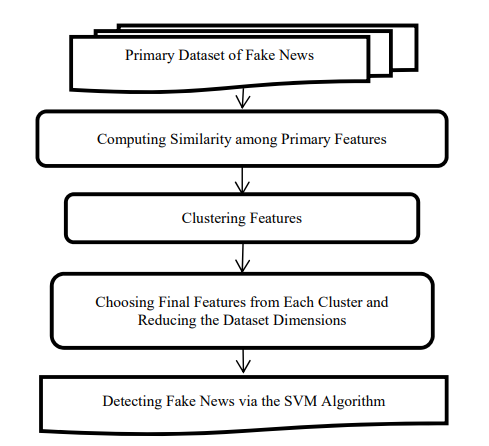 Primary Dataset of Fake News
Computing Similarity among Primary Features
Clustering Features
Choosing Final Features from Each Cluster and
Reducing the Dataset Dimensions
Detecting Fake News via the SVM Algorithm